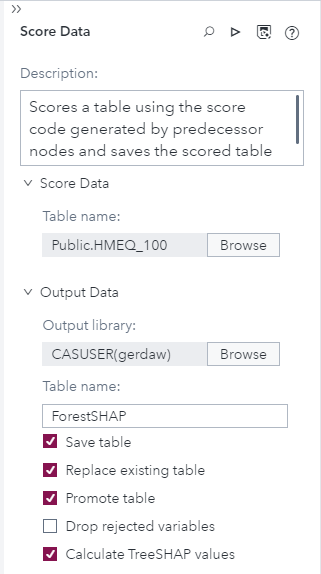 Score Data
Description:
Scores a table using the score
code generated by predecessor
nodes and saves the scored table
Score Data
Table name:
Public.HMEQ_100
Browse
Output Data
Output library:
CASUSER(gerdaw)
Browse
Table name:
ForestSHAP
Save table
Replace existing table
Promote table
Drop rejected variables
Calculate TreeSHAP values